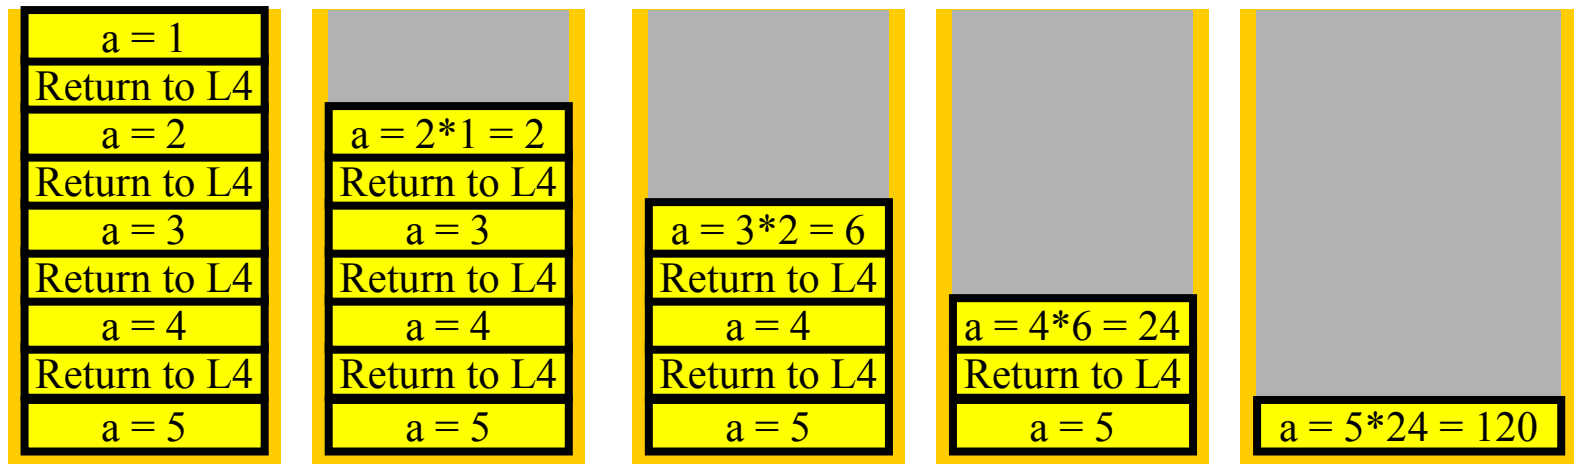 a = 1
Return to L4
a = 2
Return to L4
a = 3
Return to L4
a = 4
Return to L4
a = 5
a = 2*1 = 2
Return to L4
a = 3
Return to L4
a = 4
Return to L4
a = 5
a = 3*2 = 6
Return to L4
a = 4
Return to L4
a = 5
a = 4*6 = 24
Return to L4
a = 5
a = 5*24 = 120